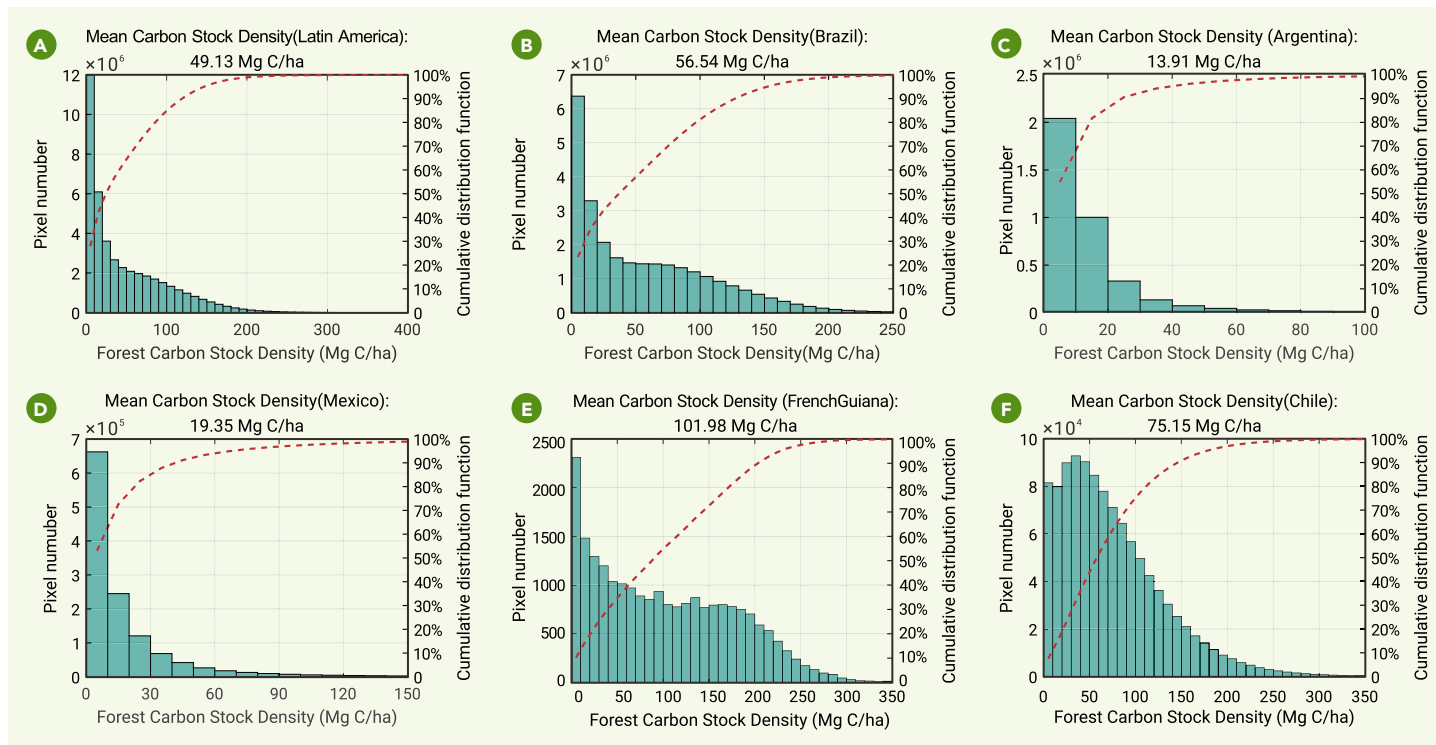 A
Mean Carbon Stock Density(Latin America):
49.13 Mg C/ha
×10⁶
12
10
8
6
4
2
0
100%
90%
80%
70%
60%
50%
40%
30%
20%
10%
0
0 100 200 300 400
Pixel numuber
Cumulative distribution function
Forest Carbon Stock Density (Mg C/ha)
B
Mean Carbon Stock Density(Brazil):
56.54 Mg C/ha
×10⁶
7
6
5
4
3
2
1
0
100%
90%
80%
70%
60%
50%
40%
30%
20%
10%
0
0 50 100 150 200 250
Pixel numuber
Cumulative distribution function
Forest Carbon Stock Density(Mg C/ha)
C
Mean Carbon Stock Density (Argentina):
13.91 Mg C/ha
×10⁶
2.5
2
1.5
1
0.5
0
100%
90%
80%
70%
60%
50%
40%
30%
20%
10%
0
0 20 40 60 80 100
Pixel numuber
Cumulative distribution function
Forest Carbon Stock Density (Mg C/ha)
D
Mean Carbon Stock Density(Mexico):
19.35 Mg C/ha
×10⁵
7
6
5
4
3
2
1
0
100%
90%
80%
70%
60%
50%
40%
30%
20%
10%
0
0 30 60 90 120 150
Pixel numuber
Cumulative distribution function
Forest Carbon Stock Density (Mg C/ha)
E
Mean Carbon Stock Density (FrenchGuiana):
101.98 Mg C/ha
2500
2000
1500
1000
500
0
100%
90%
80%
70%
60%
50%
40%
30%
20%
10%
0
0 50 100 150 200 250 300 350
Pixel numuber
Cumulative distribution function
Forest Carbon Stock Density (Mg C/ha)
F
Mean Carbon Stock Density(Chile):
75.15 Mg C/ha
×10⁴
10
8
6
4
2
0
100%
90%
80%
70%
60%
50%
40%
30%
20%
10%
0
0 50 100 150 200 250 300 350
Pixel numuber
Cumulative distribution function
Forest Carbon Stock Density (Mg C/ha)